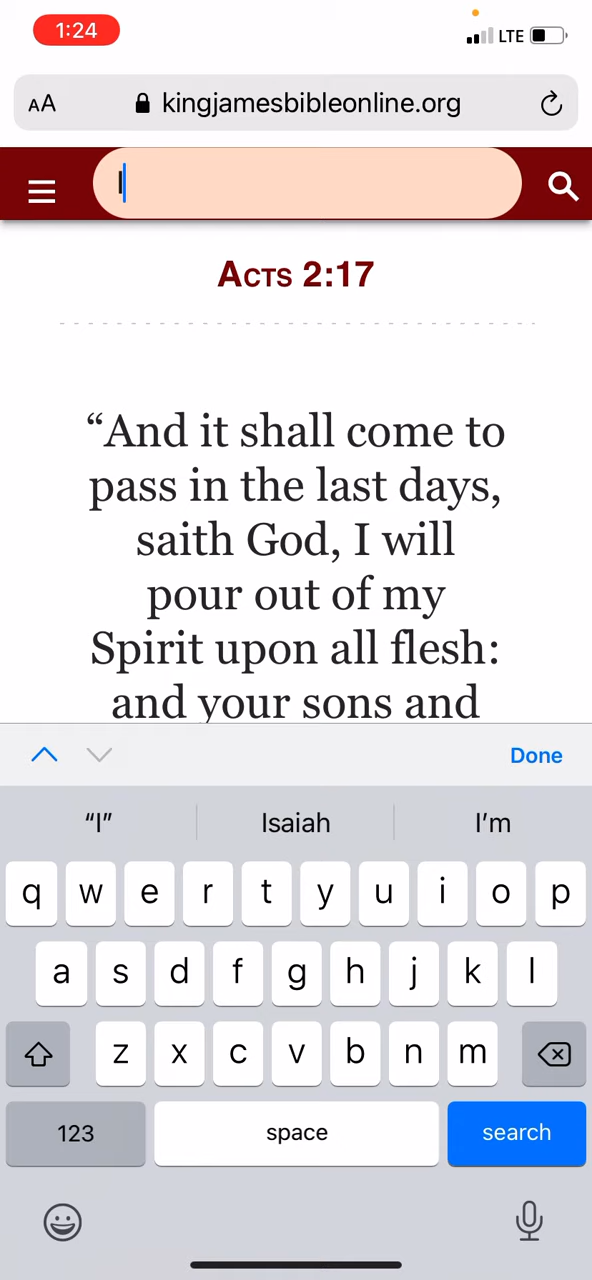 1:24
LTE
AA kingjamesbibleonline.org
I
Acts 2:17
“And it shall come to
pass in the last days,
saith God, I will
pour out of my
Spirit upon all flesh:
and your sons and
Done
“I” Isaiah I’m
q w e r t y u i o p
a s d f g h j k l
z x c v b n m
123 space search